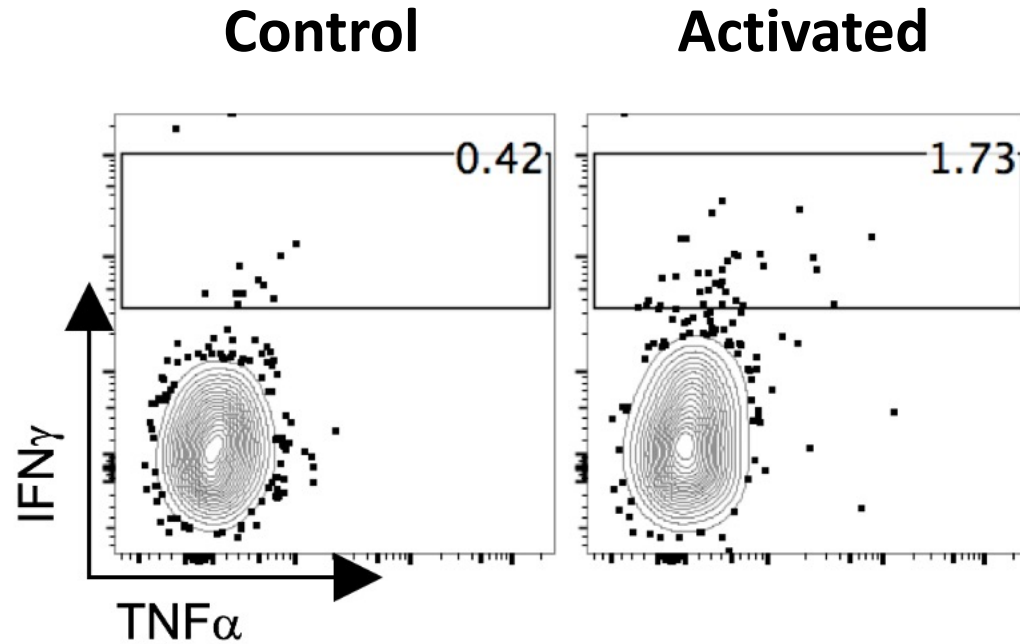 Control
Activated
0.42
1.73
IFNγ
TNFα